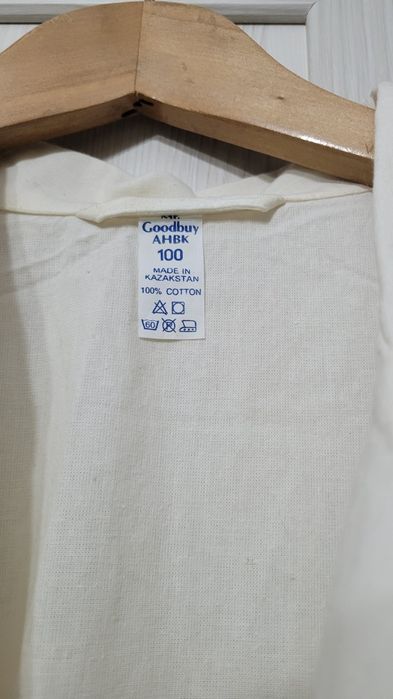 Mr.
Goodbuy
AHBK
100
MADE IN
KAZAKSTAN
100% COTTON
60